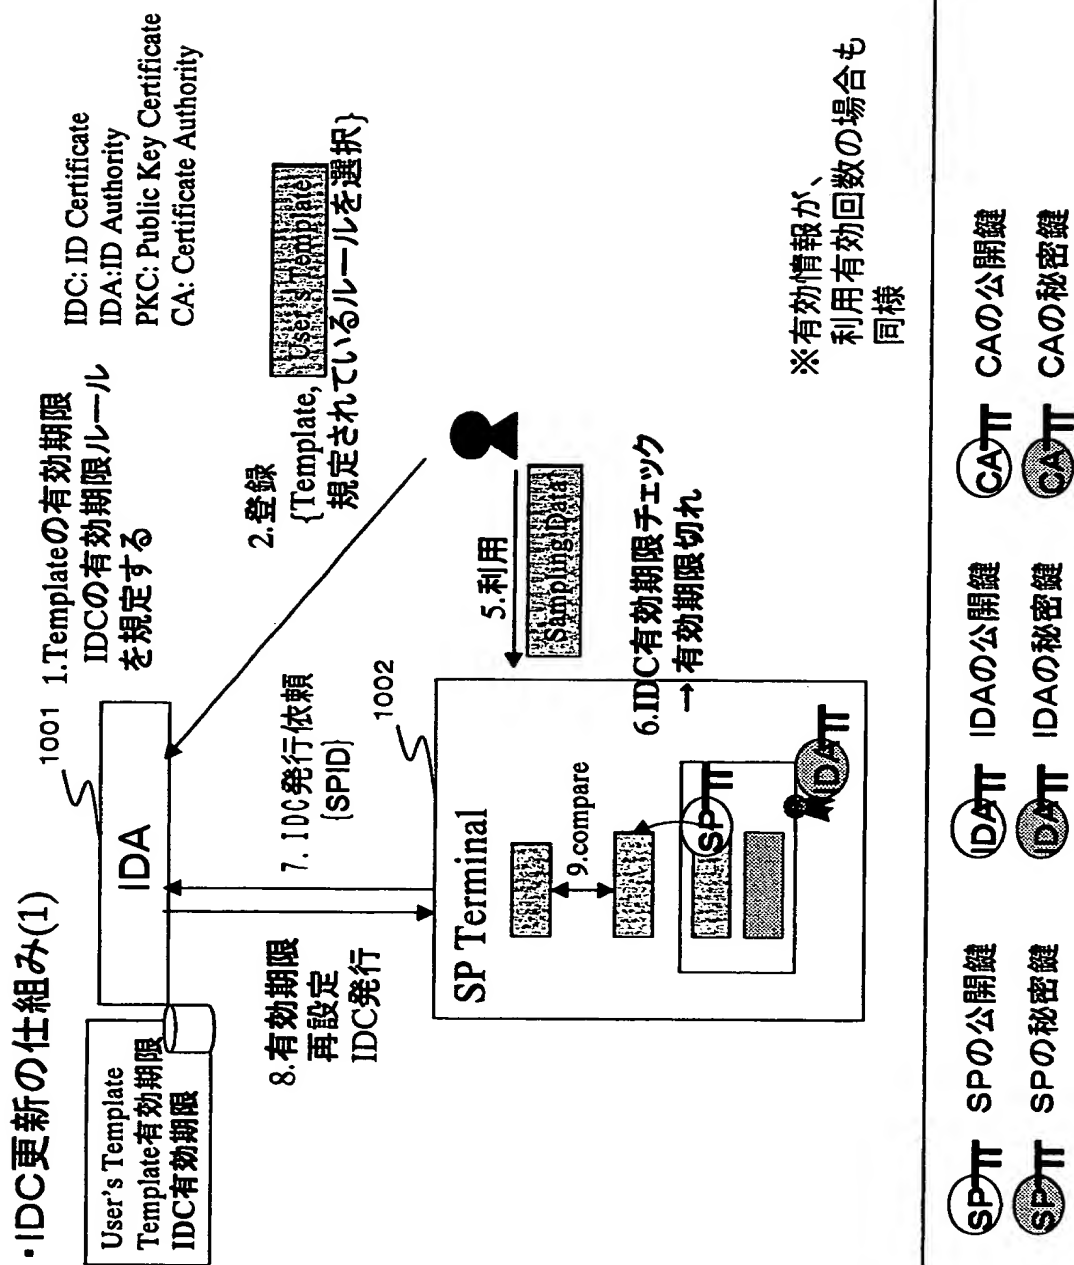 ・IDC更新の仕組み(1)
IDC: ID Certificate
IDA:ID Authority
PKC: Public Key Certificate
CA: Certificate Authority
User's Template
Template有効期限
IDC有効期限
IDA
1001
1.Templateの有効期限
IDCの有効期限ルール
を規定する
2.登録
{Template, User's Template
規定されているルールを選択}
7. IDC発行依頼
{SPID}
8.有効期限
再設定
IDC発行
1002
5.利用
Sampling Data
SP Terminal
9.compare
6.IDC有効期限チェック
→ 有効期限切れ
SP
IDA
※有効情報が、
利用有効回数の場合も
同様
SP SPの公開鍵
IDA IDAの公開鍵
CA CAの公開鍵
SP SPの秘密鍵
IDA IDAの秘密鍵
CA CAの秘密鍵